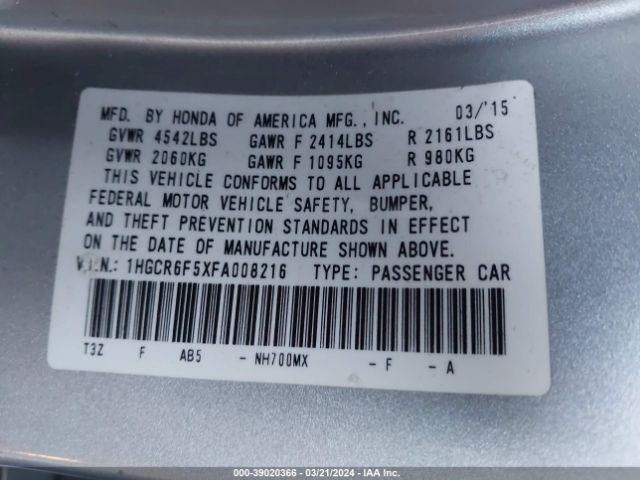 MFD. BY HONDA OF AMERICA MFG., INC. 03/'15
GVWR 4542LBS GAWR F 2414LBS R 2161LBS
GVWR 2060KG GAWR F 1095KG R 980KG
THIS VEHICLE CONFORMS TO ALL APPLICABLE
FEDERAL MOTOR VEHICLE SAFETY, BUMPER,
AND THEFT PREVENTION STANDARDS IN EFFECT
ON THE DATE OF MANUFACTURE SHOWN ABOVE.
V.I.N.: 1HGCR6F5XFA008216 TYPE: PASSENGER CAR
T3Z F AB5 - NH700MX - F - A
000-39020366 - 03/21/2024 - IAA Holdings, LLC.